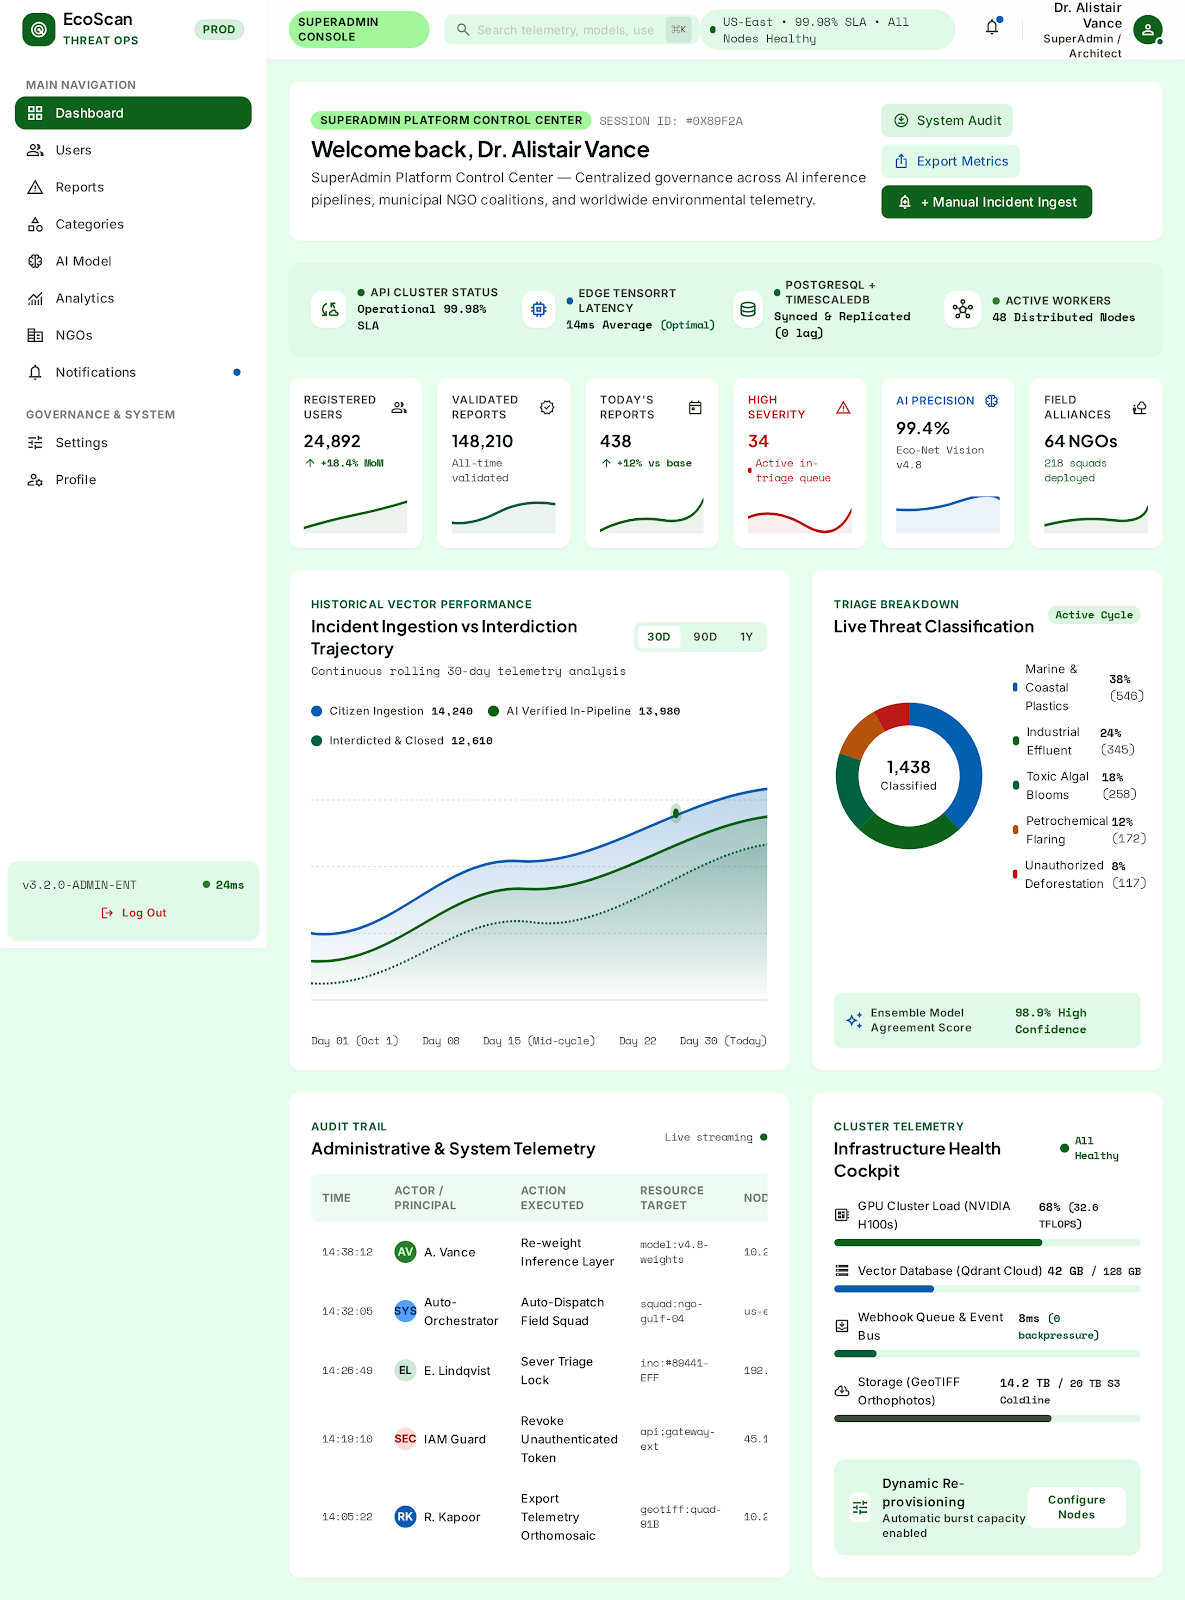 EcoScan
THREAT OPS
PROD
MAIN NAVIGATION
Dashboard
Users
Reports
Categories
AI Model
Analytics
NGOs
Notifications
GOVERNANCE & SYSTEM
Settings
Profile
v3.2.0-ADMIN-ENT
24ms
Log Out
SUPERADMIN
CONSOLE
Search telemetry, models, use
⌘K
US-East • 99.98% SLA • All
Nodes Healthy
Dr. Alistair
Vance
SuperAdmin /
Architect
SUPERADMIN PLATFORM CONTROL CENTER
SESSION ID: #0X89F2A
Welcome back, Dr. Alistair Vance
SuperAdmin Platform Control Center — Centralized governance across AI inference
pipelines, municipal NGO coalitions, and worldwide environmental telemetry.
System Audit
Export Metrics
+ Manual Incident Ingest
API CLUSTER STATUS
Operational 99.98%
SLA
EDGE TENSORRT
LATENCY
14ms Average (Optimal)
POSTGRESQL +
TIMESCALEDB
Synced & Replicated
(0 lag)
ACTIVE WORKERS
48 Distributed Nodes
REGISTERED
USERS
24,892
↑ +18.4% MoM
VALIDATED
REPORTS
148,210
All-time
validated
TODAY'S
REPORTS
438
↑ +12% vs base
HIGH
SEVERITY
34
Active in-
triage queue
AI PRECISION
99.4%
Eco-Net Vision
v4.8
FIELD
ALLIANCES
64 NGOs
218 squads
deployed
HISTORICAL VECTOR PERFORMANCE
Incident Ingestion vs Interdiction
Trajectory
Continuous rolling 30-day telemetry analysis
30D
90D
1Y
Citizen Ingestion 14,240
AI Verified In-Pipeline 13,980
Interdicted & Closed 12,610
Day 01 (Oct 1)
Day 08
Day 15 (Mid-cycle)
Day 22
Day 30 (Today)
TRIAGE BREAKDOWN
Live Threat Classification
Active Cycle
1,438
Classified
Marine &
Coastal
Plastics
38%
(546)
Industrial
Effluent
24%
(345)
Toxic Algal
Blooms
18%
(258)
Petrochemical
Flaring
12%
(172)
Unauthorized
Deforestation
8%
(117)
Ensemble Model
Agreement Score
98.9% High
Confidence
AUDIT TRAIL
Administrative & System Telemetry
Live streaming
TIME
ACTOR /
PRINCIPAL
ACTION
EXECUTED
RESOURCE
TARGET
NOD
14:38:12
AV
A. Vance
Re-weight
Inference Layer
model:v4.8-
weights
10.2
14:32:05
SYS
Auto-
Orchestrator
Auto-Dispatch
Field Squad
squad:ngo-
gulf-04
us-e
14:26:49
EL
E. Lindqvist
Sever Triage
Lock
inc:#89441-
EFF
192.
14:19:10
SEC
IAM Guard
Revoke
Unauthenticated
Token
api:gateway-
ext
45.1
14:05:22
RK
R. Kapoor
Export
Telemetry
Orthomosaic
geotiff:quad-
91B
10.2
CLUSTER TELEMETRY
Infrastructure Health
Cockpit
All
Healthy
GPU Cluster Load (NVIDIA
H100s)
68% (32.6
TFLOPS)
Vector Database (Qdrant Cloud)
42 GB / 128 GB
Webhook Queue & Event
Bus
8ms (0
backpressure)
Storage (GeoTIFF
Orthophotos)
14.2 TB / 20 TB S3
Coldline
Dynamic Re-
provisioning
Automatic burst capacity
enabled
Configure
Nodes